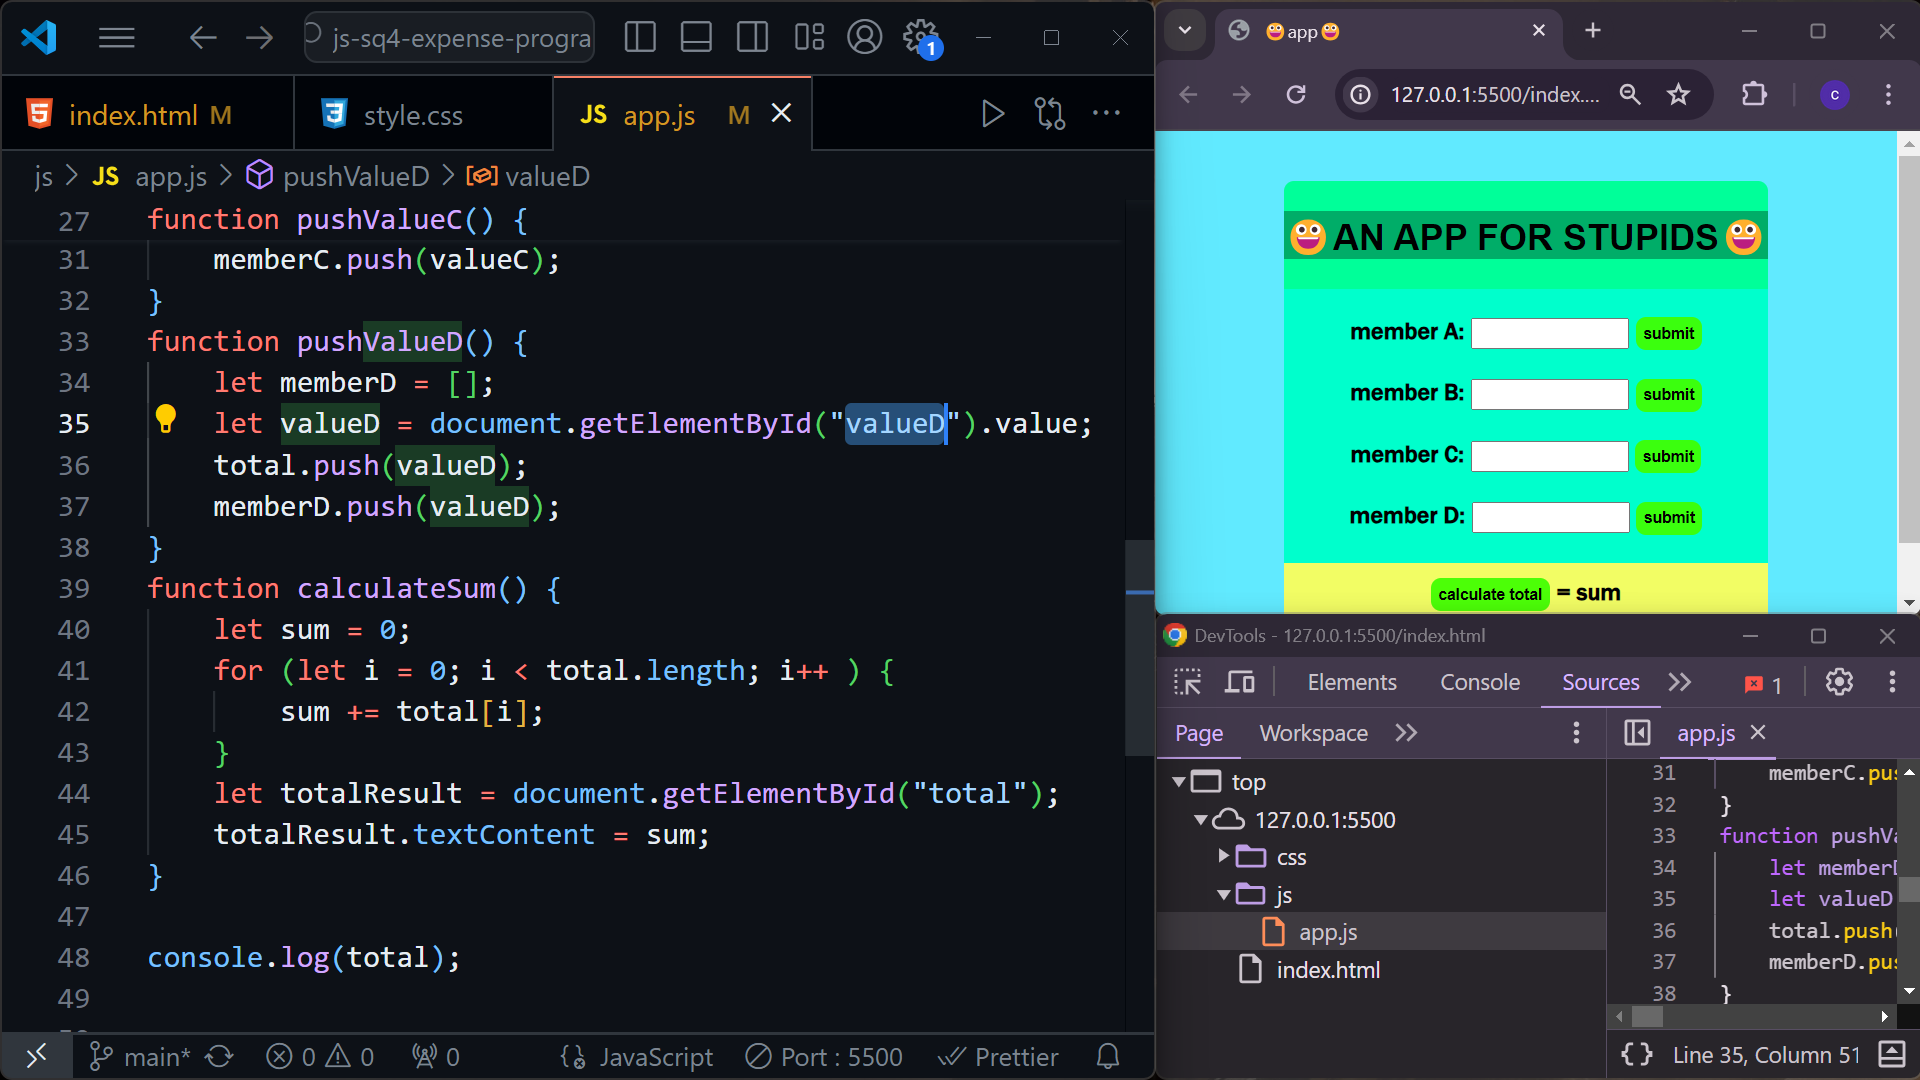 js-sq4-expense-progra
1
index.html M
style.css
JS app.js M
js > JS app.js > pushValueD > valueD
27 function pushValueC() {
31 memberC.push(valueC);
32 }
33 function pushValueD() {
34 let memberD = [];
35 let valueD = document.getElementById("valueD").value;
36 total.push(valueD);
37 memberD.push(valueD);
38 }
39 function calculateSum() {
40 let sum = 0;
41 for (let i = 0; i < total.length; i++ ) {
42 sum += total[i];
43 }
44 let totalResult = document.getElementById("total");
45 totalResult.textContent = sum;
46 }
47
48 console.log(total);
49
main* 0 0 0 JavaScript Port : 5500 Prettier
😀app😀
127.0.0.1:5500/index.... c
😀AN APP FOR STUPIDS😀
member A: submit
member B: submit
member C: submit
member D: submit
calculate total = sum
DevTools - 127.0.0.1:5500/index.html
Elements Console Sources 1
Page Workspace
app.js
top
127.0.0.1:5500
css
js
app.js
index.html
31 memberC.pus
32 }
33 function pushVa
34 let member
35 let valueD
36 total.push
37 memberD.pus
38 }
{} Line 35, Column 51